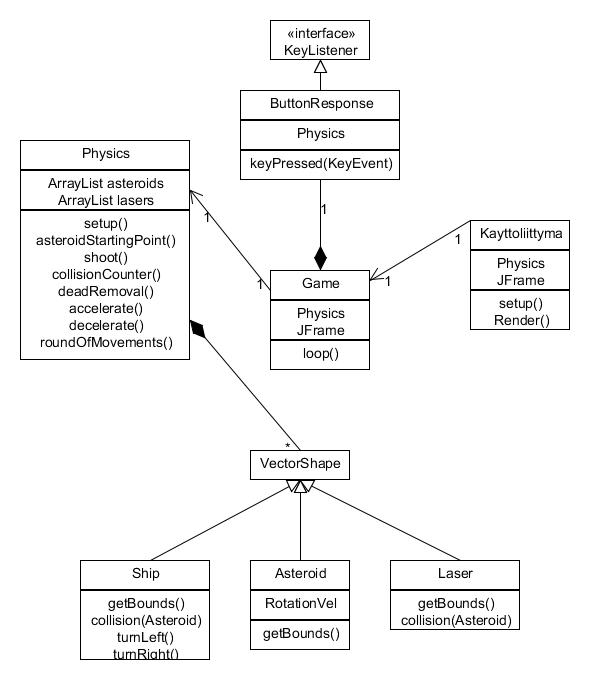 «interface»
KeyListener
ButtonResponse
Physics
keyPressed(KeyEvent)
Physics
ArrayList asteroids
ArrayList lasers
setup()
asteroidStartingPoint()
shoot()
collisionCounter()
deadRemoval()
accelerate()
decelerate()
roundOfMovements()
1
1
1
Game
Physics
JFrame
loop()
1
1
Kayttoliittyma
Physics
JFrame
setup()
Render()
*
VectorShape
Ship
getBounds()
collision(Asteroid)
turnLeft()
turnRight()
Asteroid
RotationVel
getBounds()
Laser
getBounds()
collision(Asteroid)